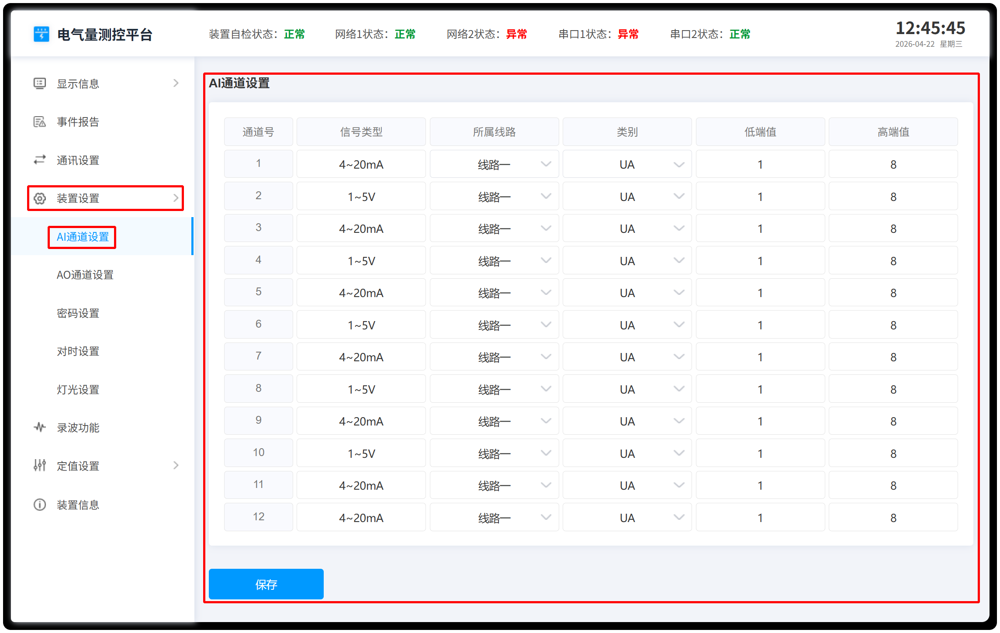 电气量测控平台
装置自检状态：正常 网络1状态：正常 网络2状态：异常 串口1状态：异常 串口2状态：正常
12:45:45
2026-04-22 星期三
显示信息
事件报告
通讯设置
装置设置
AI通道设置
AO通道设置
密码设置
对时设置
灯光设置
录波功能
定值设置
装置信息
AI通道设置
通道号 信号类型 所属线路 类别 低端值 高端值
1 4~20mA 线路一 UA 1 8
2 1~5V 线路一 UA 1 8
3 4~20mA 线路一 UA 1 8
4 1~5V 线路一 UA 1 8
5 4~20mA 线路一 UA 1 8
6 1~5V 线路一 UA 1 8
7 4~20mA 线路一 UA 1 8
8 1~5V 线路一 UA 1 8
9 4~20mA 线路一 UA 1 8
10 1~5V 线路一 UA 1 8
11 4~20mA 线路一 UA 1 8
12 4~20mA 线路一 UA 1 8
保存